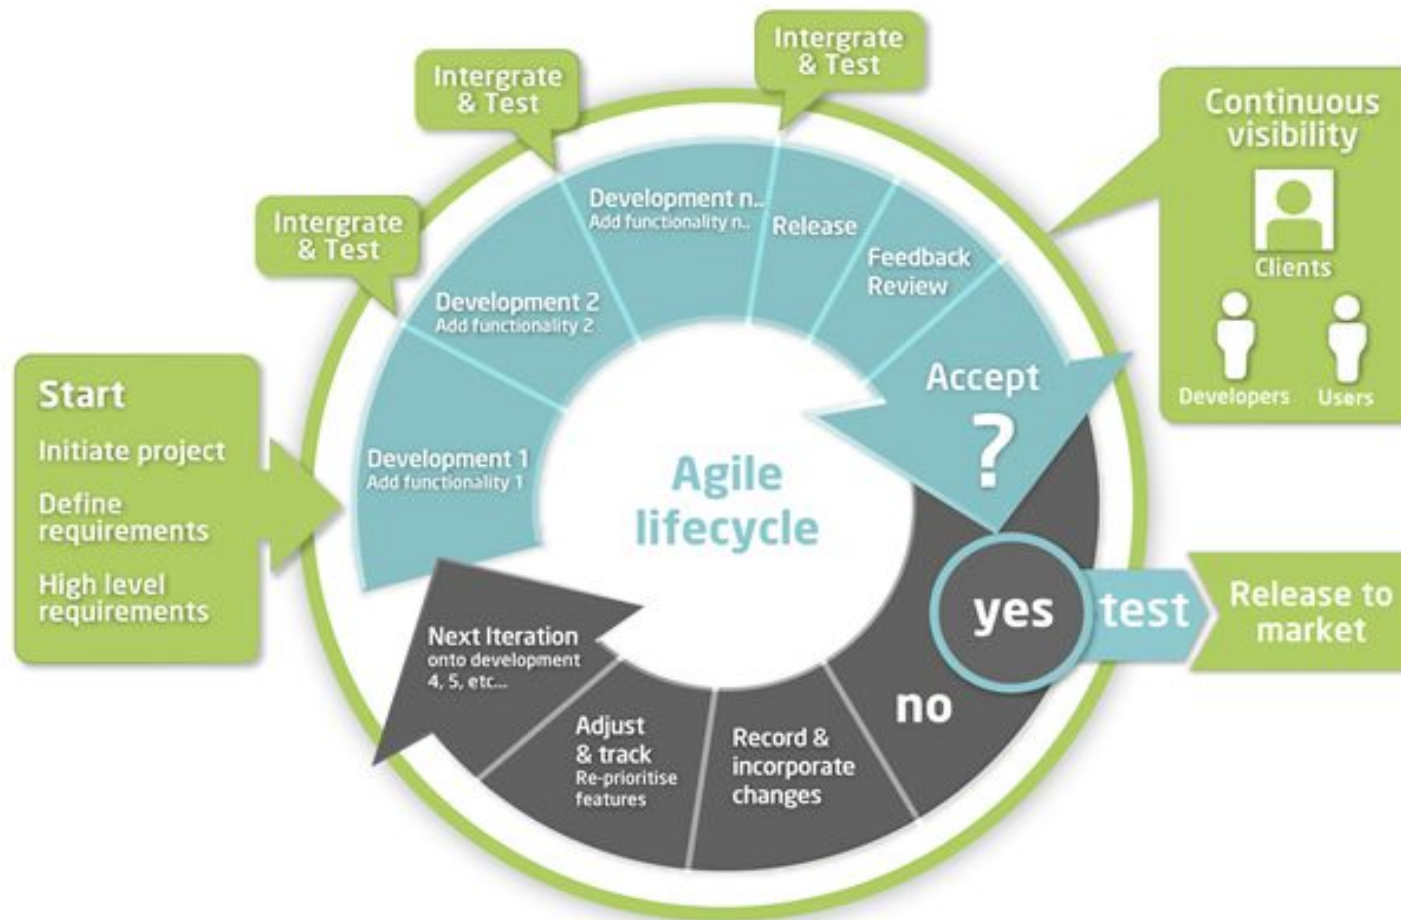 Start
Initiate project
Define
requirements
High level
requirements
Intergrate
& Test
Intergrate
& Test
Intergrate
& Test
Development 1
Add functionality 1
Development 2
Add functionality 2
Development n..
Add functionality n..
Release
Feedback
Review
Accept
?
Continuous
visibility
Clients
Developers
Users
Agile
lifecycle
yes
test
Release to
market
no
Record &
incorporate
changes
Adjust
& track
Re-prioritise
features
Next Iteration
onto development
4, 5, etc...